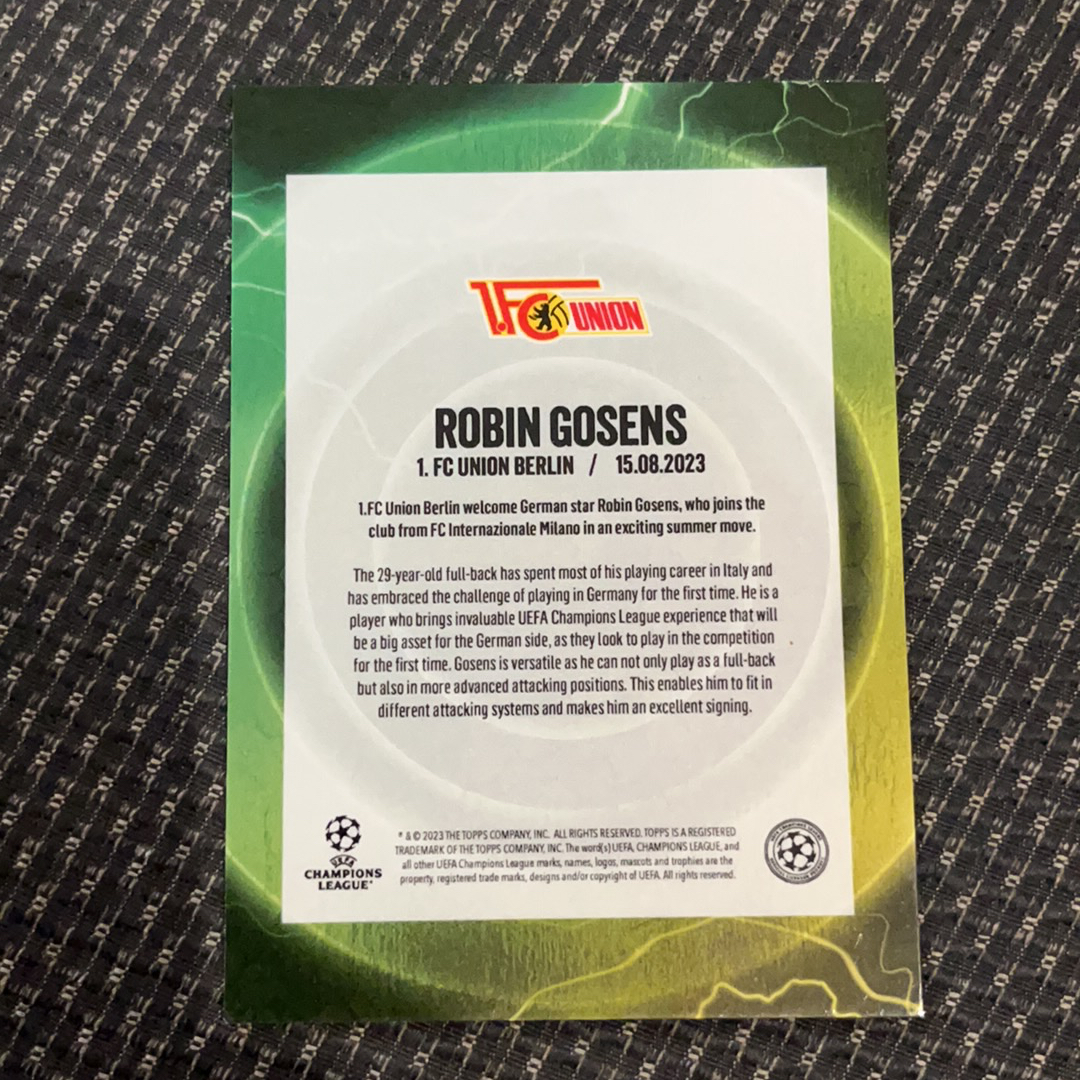 1.FC UNION
ROBIN GOSENS
1. FC UNION BERLIN / 15.08.2023
1.FC Union Berlin welcome German star Robin Gosens, who joins the
club from FC Internazionale Milano in an exciting summer move.
The 29-year-old full-back has spent most of his playing career in Italy and
has embraced the challenge of playing in Germany for the first time. He is a
player who brings invaluable UEFA Champions League experience that will
be a big asset for the German side, as they look to play in the competition
for the first time. Gosens is versatile as he can not only play as a full-back
but also in more advanced attacking positions. This enables him to fit in
different attacking systems and makes him an excellent signing.
UEFA
CHAMPIONS
LEAGUE
® & © 2023 THE TOPPS COMPANY, INC. ALL RIGHTS RESERVED. TOPPS IS A REGISTERED
TRADEMARK OF THE TOPPS COMPANY, INC. The word(s) UEFA, CHAMPIONS LEAGUE, and
all other UEFA Champions League marks, names, logos, mascots and trophies are the
property, registered trade marks, designs and/or copyright of UEFA. All rights reserved.